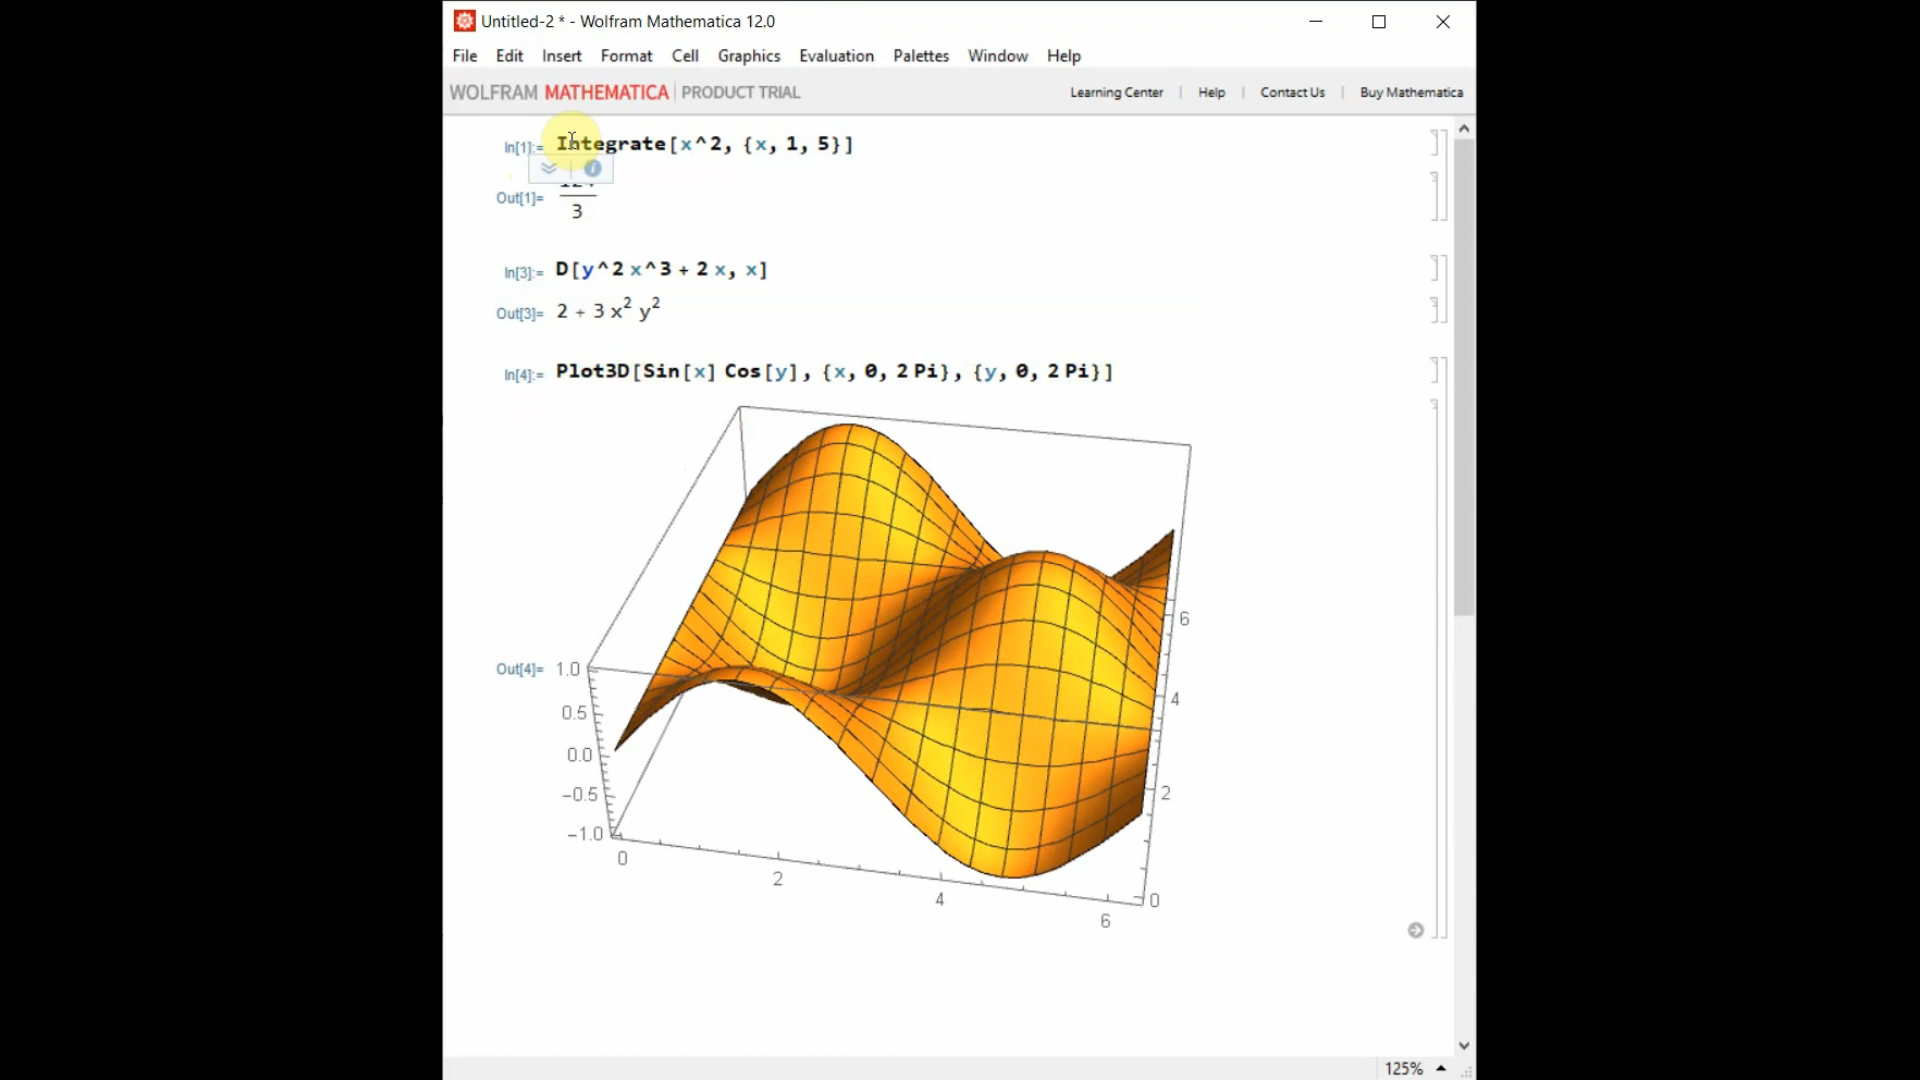 Untitled-2 * - Wolfram Mathematica 12.0
File Edit Insert Format Cell Graphics Evaluation Palettes Window Help
WOLFRAM MATHEMATICA | PRODUCT TRIAL Learning Center | Help | Contact Us | Buy Mathematica
In[1]:= Integrate[x^2, {x, 1, 5}]
Out[1]=
3
In[3]:= D[y^2 x^3 + 2 x, x]
Out[3]= 2 + 3 x² y²
In[4]:= Plot3D[Sin[x] Cos[y], {x, 0, 2 Pi}, {y, 0, 2 Pi}]
6
Out[4]= 1.0
4
0.5
0.0
2
-0.5
-1.0
0
2
4
0
6
125%